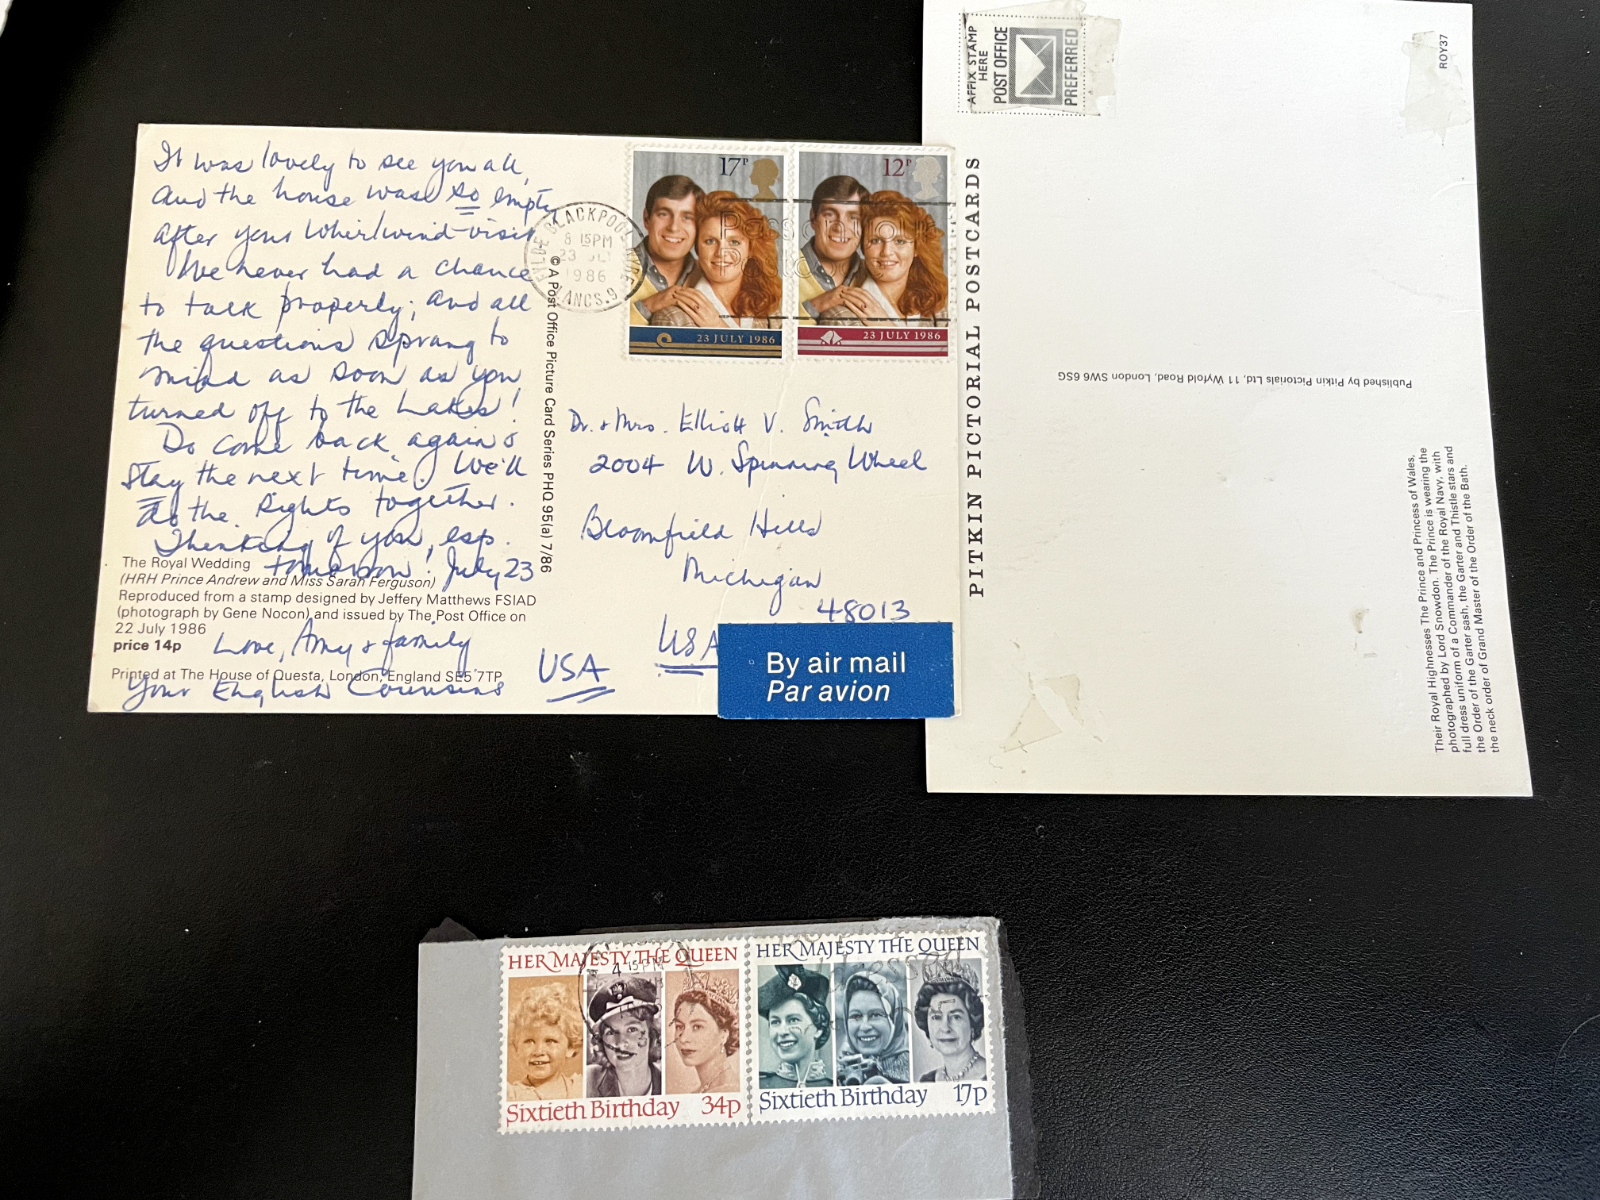 It was lovely to see you all,
and the house was so empty
after your whirlwind visit.
We never had a chance
to talk properly; and all
the questions sprang to
mind as soon as you
turned off to the Lakes!
Do come back again &
stay the next time. We'll
do the Rights together.
Thinking of you, esp.
tomorrow! July 23
Love, Amy & family
Your English Cousins
The Royal Wedding
(HRH Prince Andrew and Miss Sarah Ferguson)
Reproduced from a stamp designed by Jeffery Matthews FSIAD
(photograph by Gene Nocon) and issued by The Post Office on
22 July 1986
price 14p
Printed at The House of Questa, London, England SE5 7TP
© A Post Office Picture Card Series PHQ 95(a) 7/86
BLACKPOOL
8 15PM
23 JL
1986
LANCS. 9
17P
23 JULY 1986
12P
23 JULY 1986
Dr. & Mrs. Elliott V. Smith
2004 W. Spinning Wheel
Bloomfield Hills
Michigan
48013
USA
USA
By air mail
Par avion
AFFIX STAMP
HERE
POST OFFICE
PREFERRED
ROY37
PITKIN PICTORIAL POSTCARDS
Published by Pitkin Pictorials Ltd, 11 Wyfold Road, London SW6 6SG
Their Royal Highnesses The Prince and Princess of Wales,
photographed by Lord Snowdon. The Prince is wearing the
full dress uniform of a Commander of the Royal Navy, with
the Order of the Garter sash, the Garter and Thistle stars and
the neck order of Grand Master of the Order of the Bath.
HER MAJESTY THE QUEEN
4 15PM
Sixtieth Birthday 34p
HER MAJESTY THE QUEEN
Sixtieth Birthday 17p